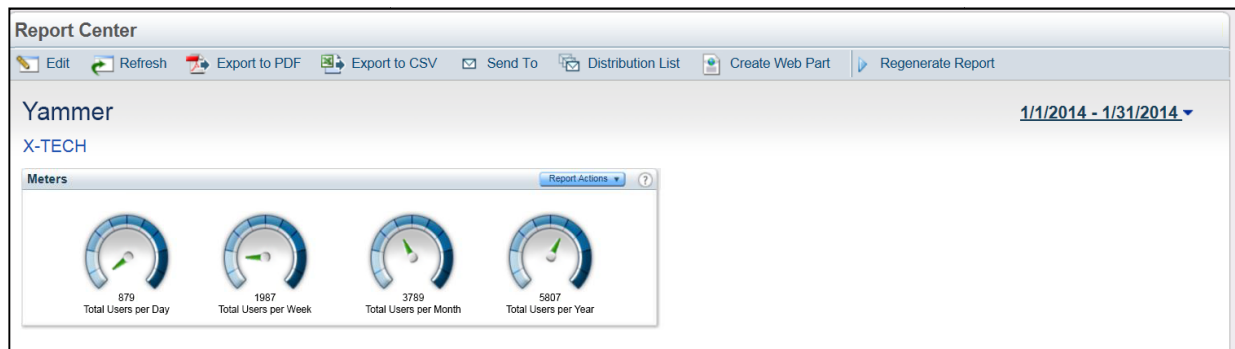 Report Center
Edit Refresh Export to PDF Export to CSV Send To Distribution List Create Web Part Regenerate Report
Yammer 1/1/2014 - 1/31/2014
X-TECH
Meters Report Actions ?
879 1987 3789 5807
Total Users per Day Total Users per Week Total Users per Month Total Users per Year